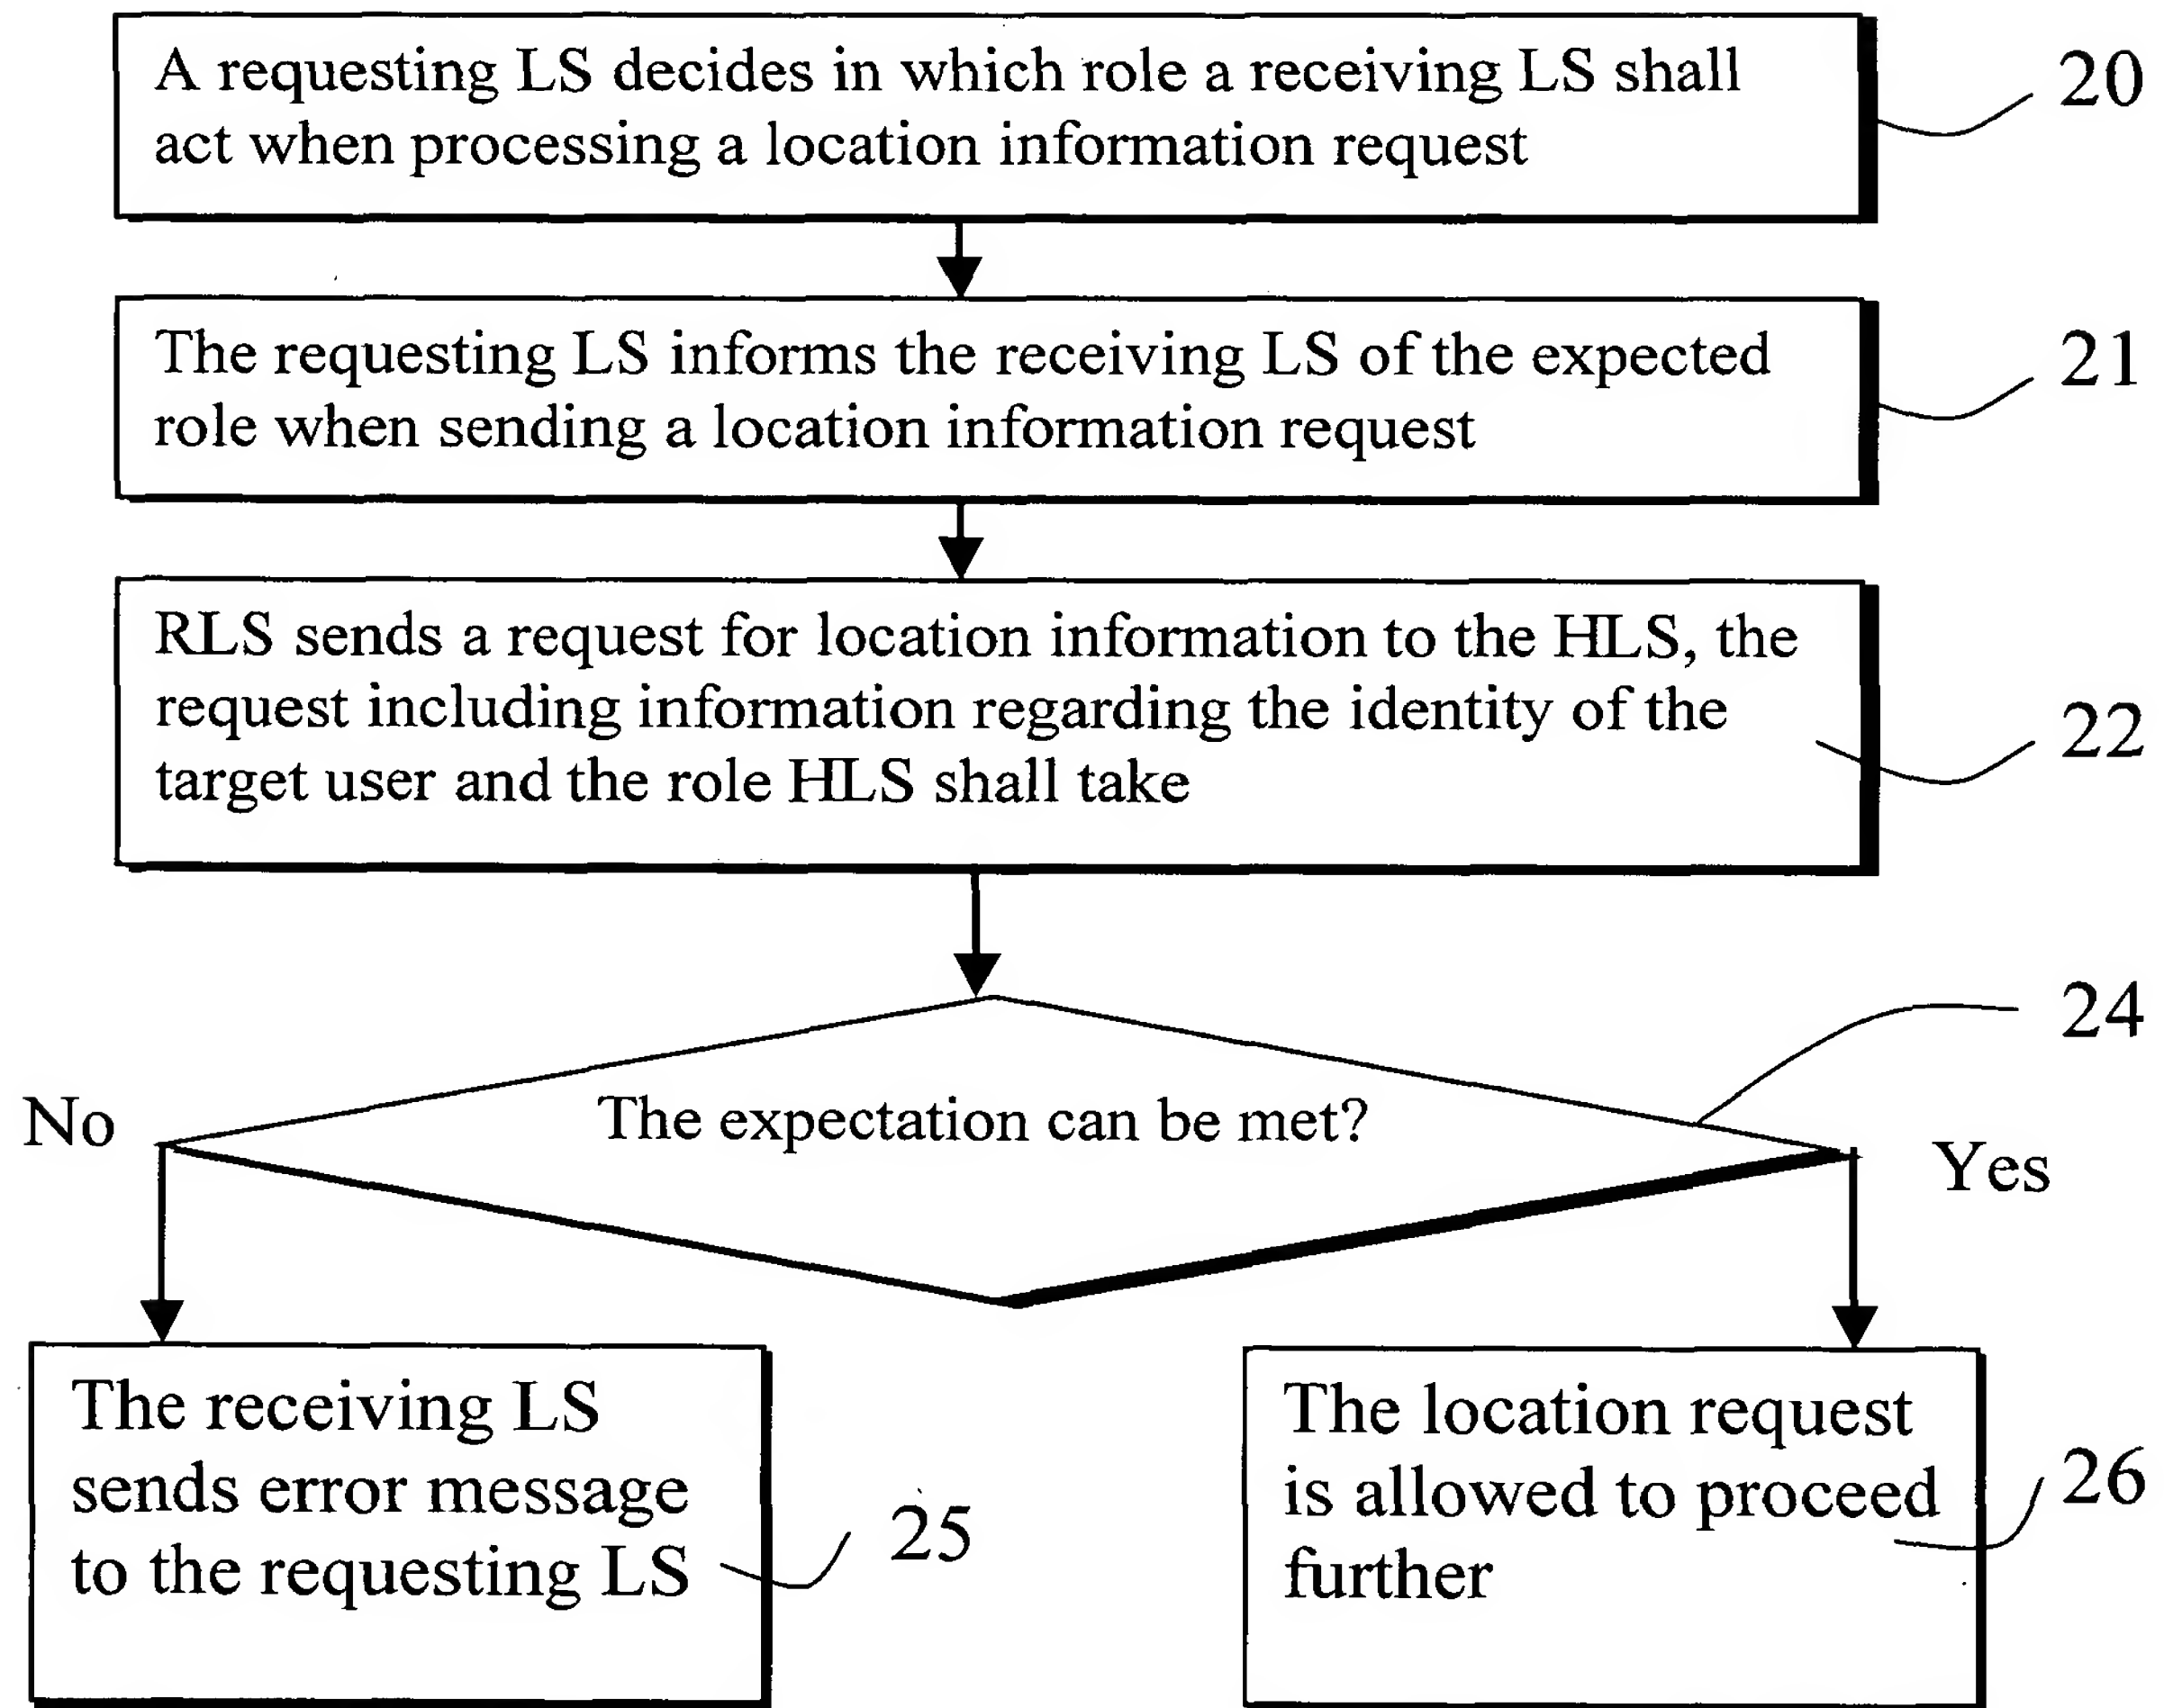 A requesting LS decides in which role a receiving LS shall
act when processing a location information request
20
The requesting LS informs the receiving LS of the expected
role when sending a location information request
21
RLS sends a request for location information to the HLS, the
request including information regarding the identity of the
target user and the role HLS shall take
22
24
No
The expectation can be met?
Yes
The receiving LS
sends error message
to the requesting LS
25
The location request
is allowed to proceed
further
26